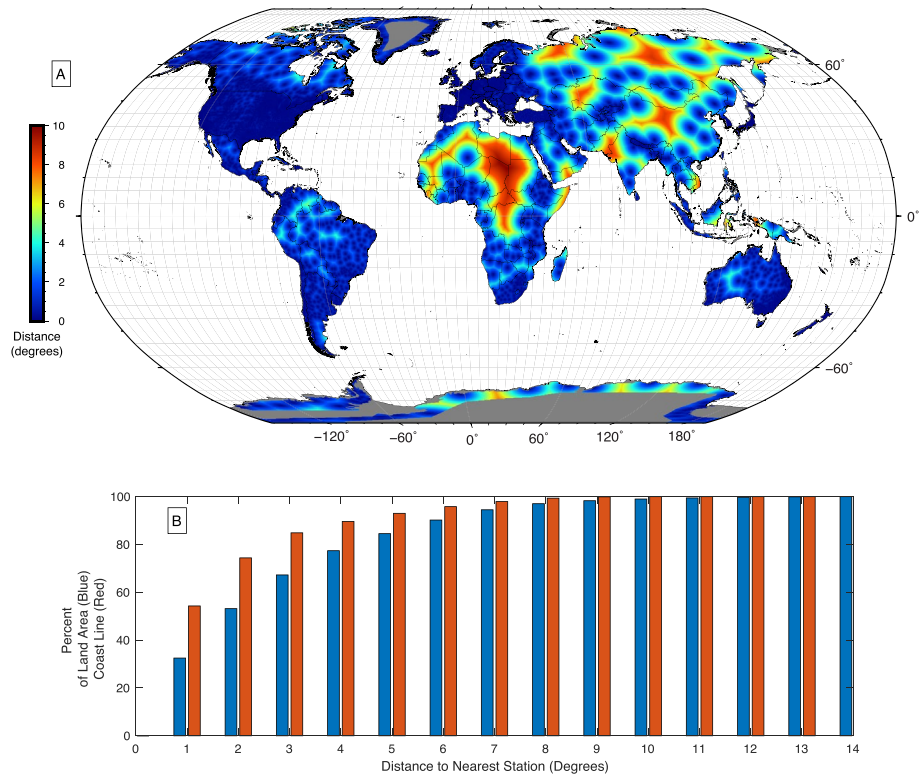 A
60°
10
8
6
4
2
0
Distance
(degrees)
0°
−60°
−120°
−60°
0°
60°
120°
180°
B
100
80
60
40
20
0
Percent
of Land Area (Blue)
Coast Line (Red)
0 1 2 3 4 5 6 7 8 9 10 11 12 13 14
Distance to Nearest Station (Degrees)